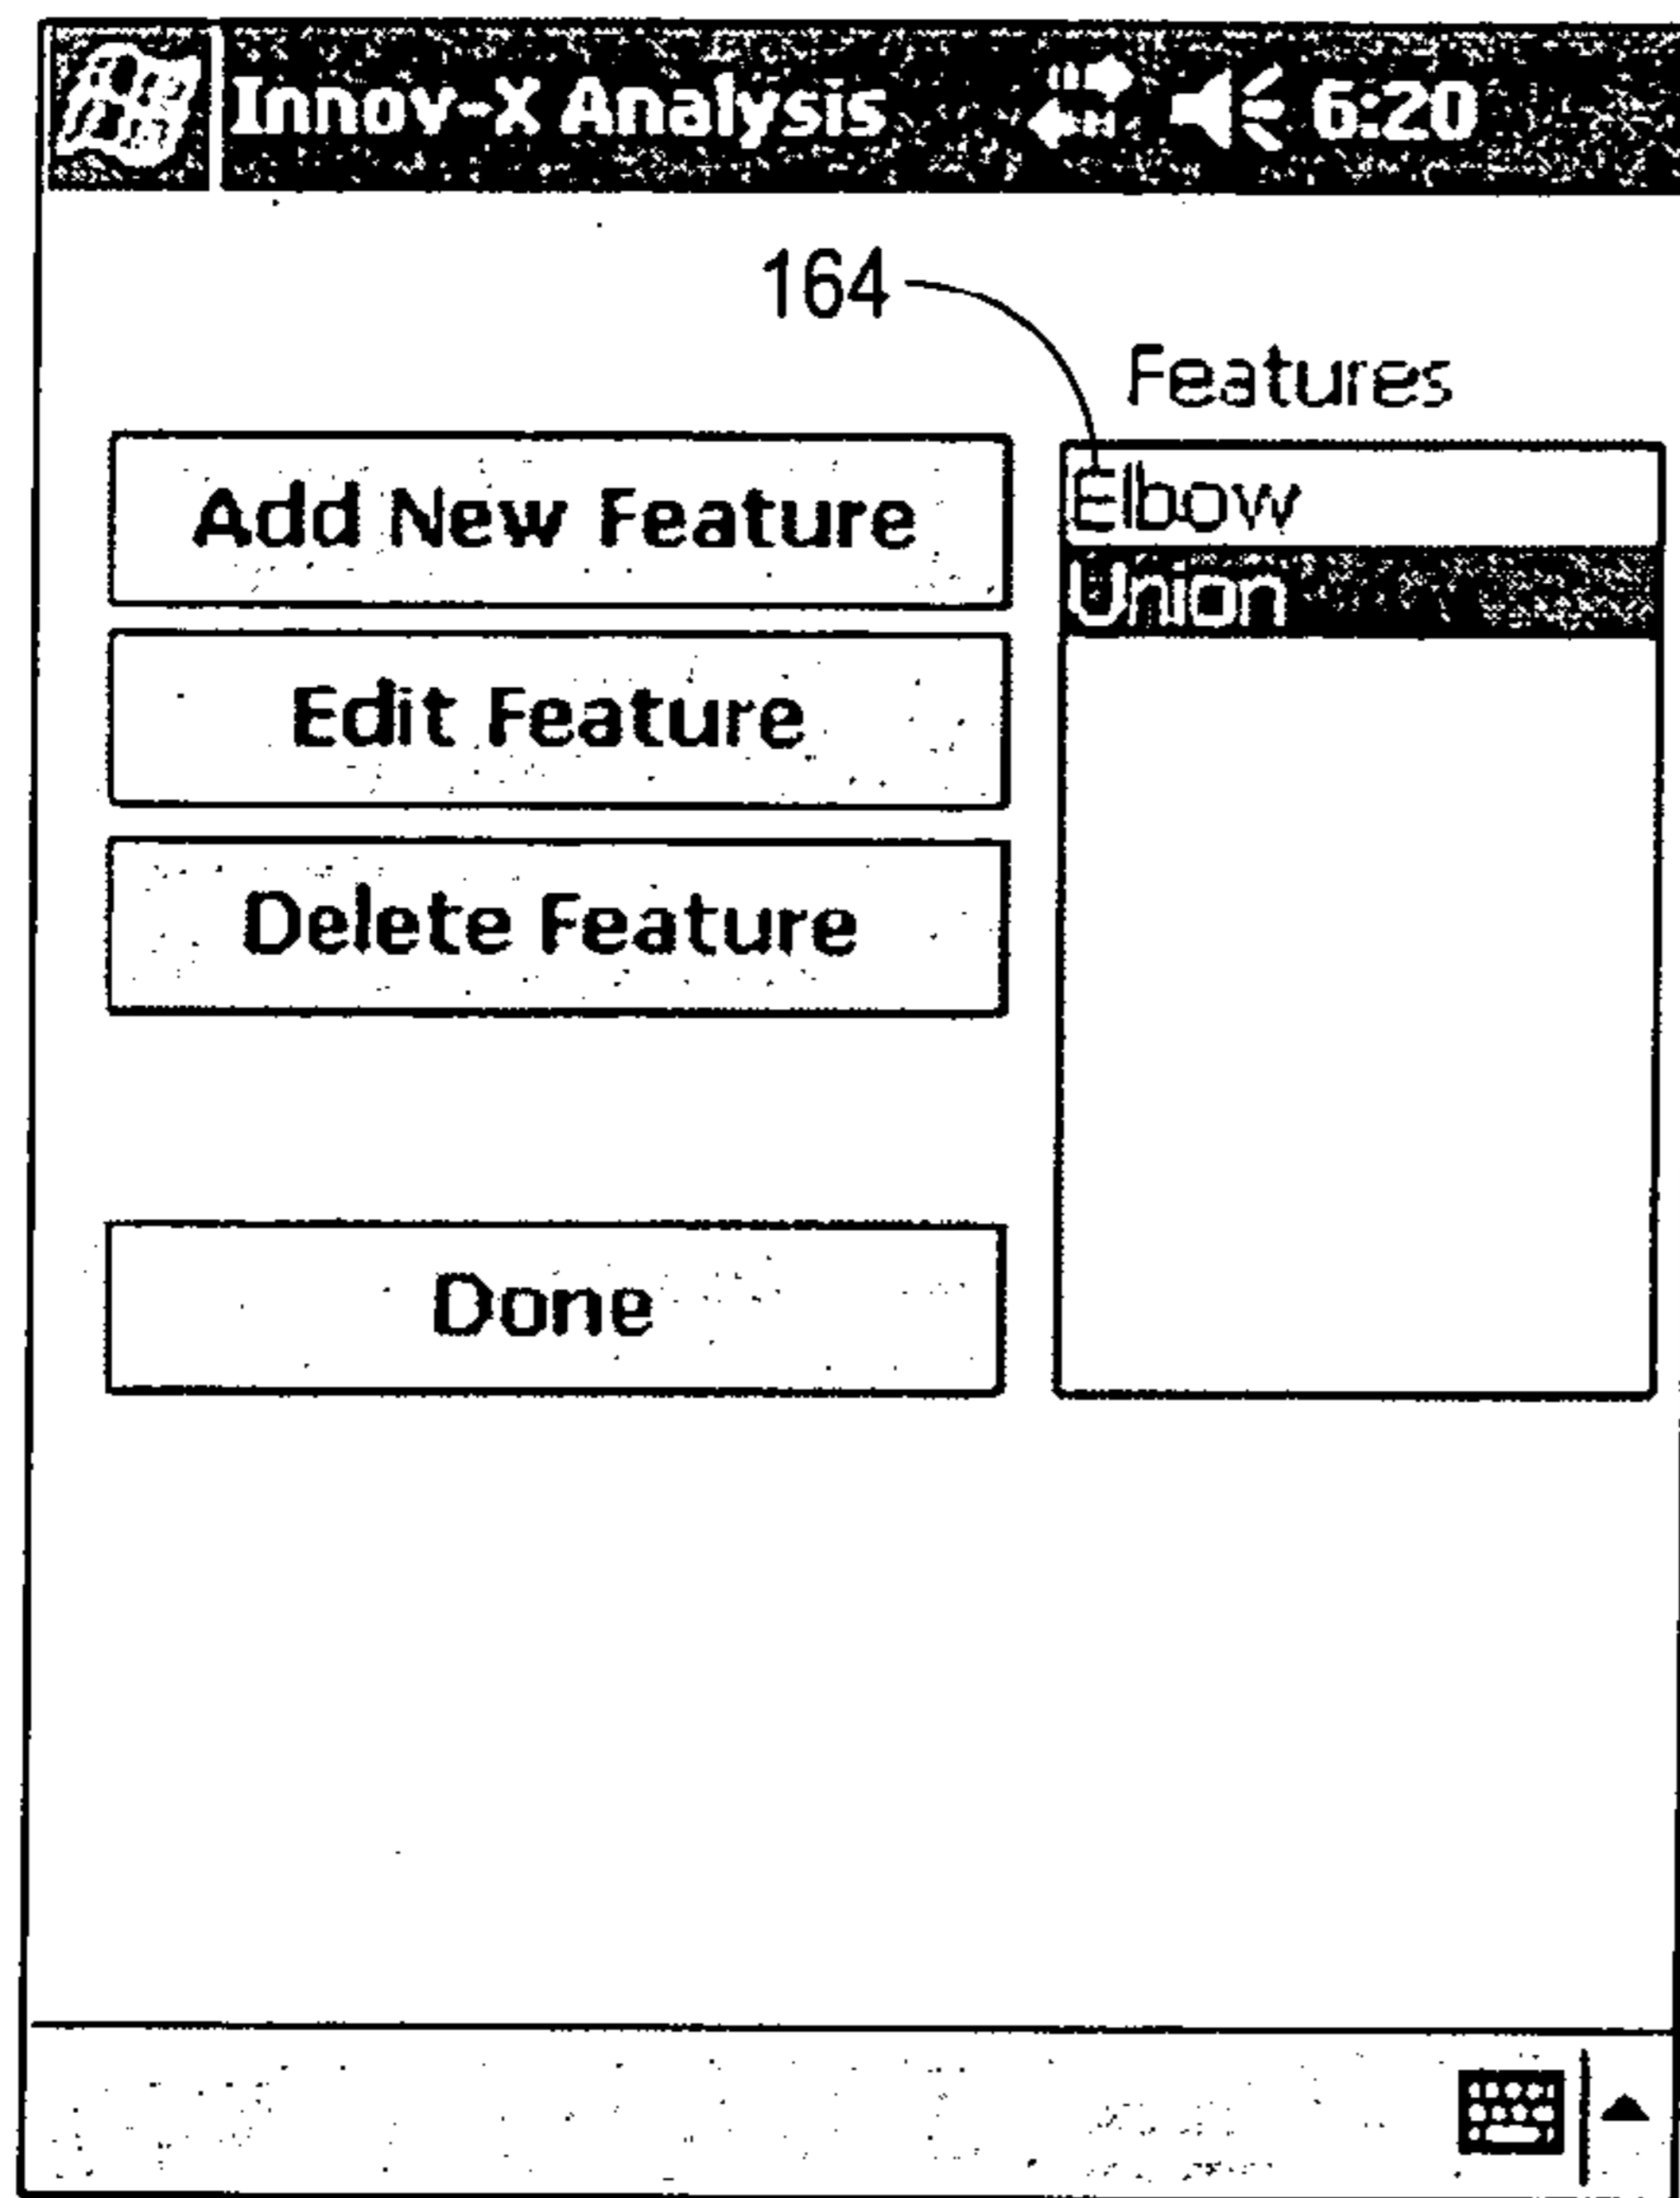 Innov-X Analysis 6:20
164
Features
Add New Feature
Elbow
Union
Edit Feature
Delete Feature
Done